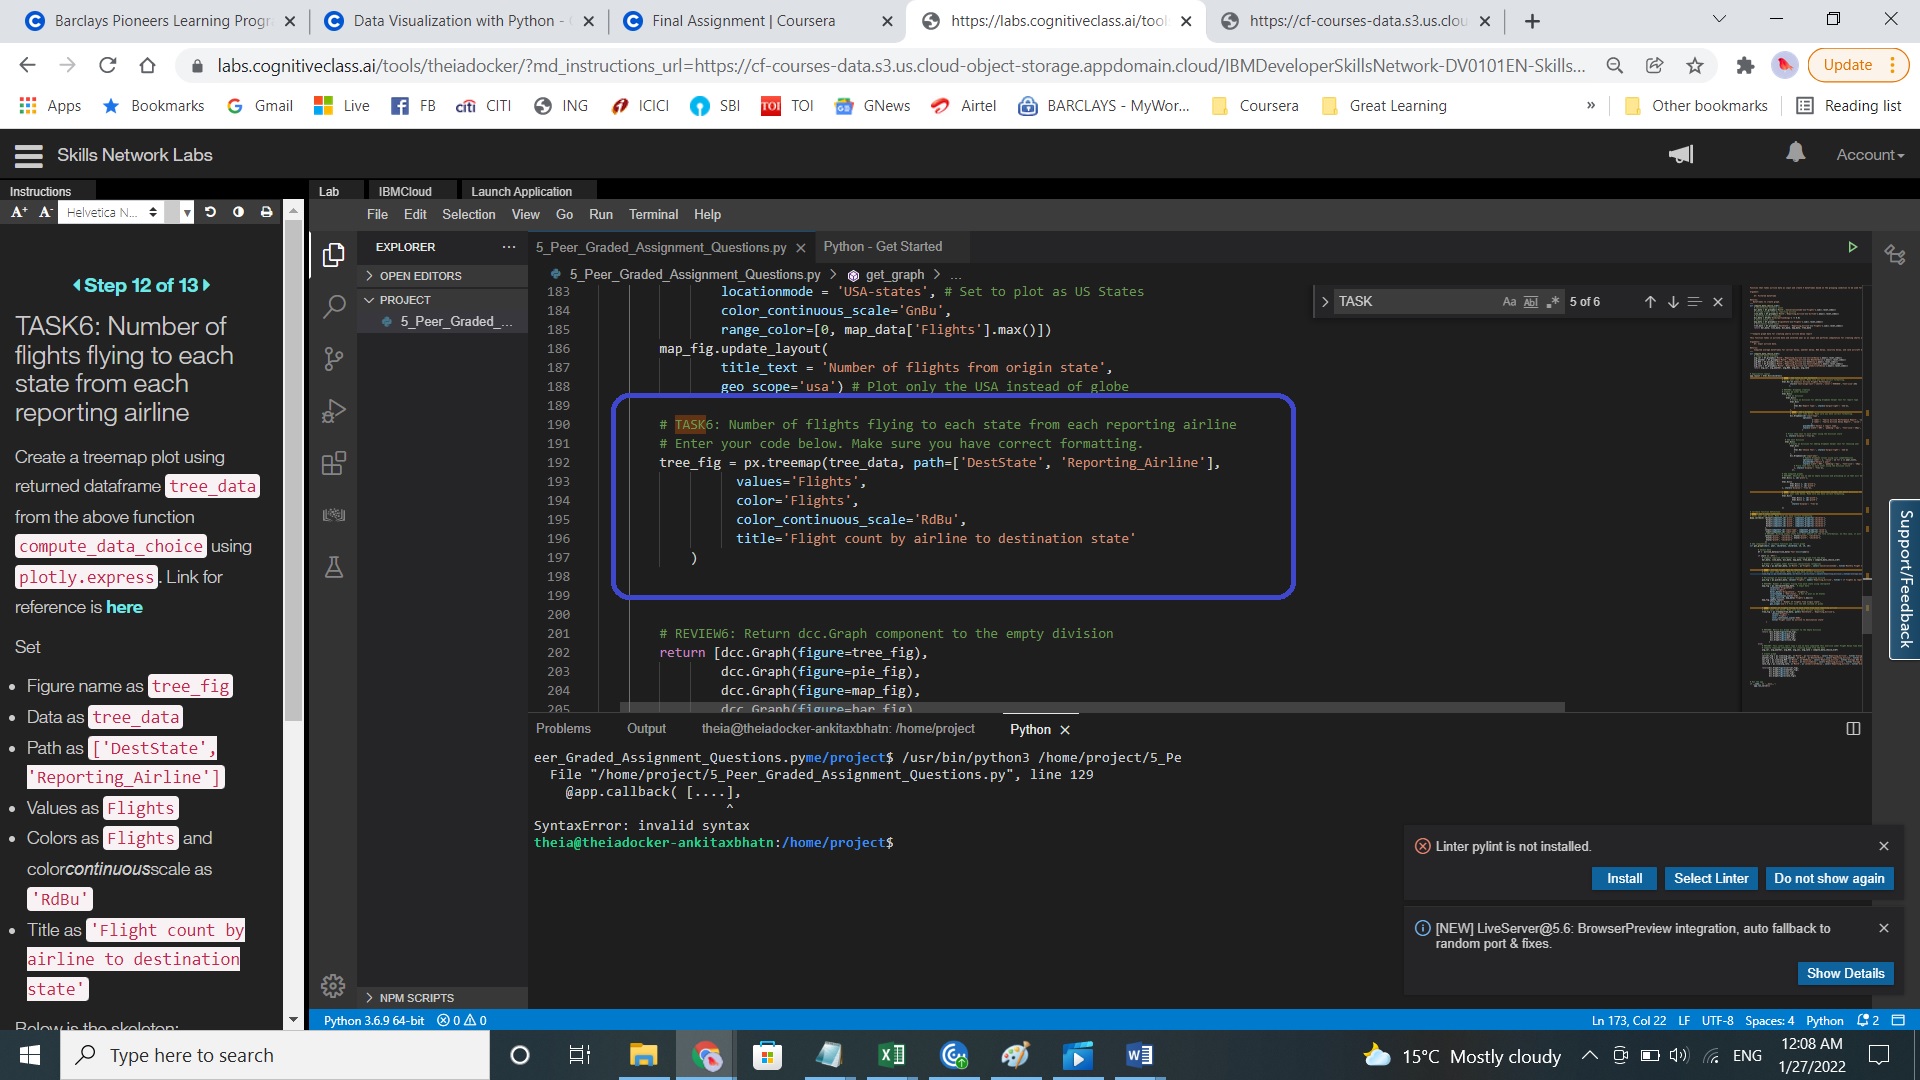 Barclays Pioneers Learning Progr
Data Visualization with Python -
Final Assignment | Coursera
https://labs.cognitiveclass.ai/tool
https://cf-courses-data.s3.us.clou
labs.cognitiveclass.ai/tools/theiadocker/?md_instructions_url=https://cf-courses-data.s3.us.cloud-object-storage.appdomain.cloud/IBMDeveloperSkillsNetwork-DV0101EN-Skills...
Update
Apps
Bookmarks
Gmail
Live
FB
citi CITI
ING
ICICI
SBI
TOI TOI
GNews
Airtel
BARCLAYS - MyWor...
Coursera
Great Learning
»
Other bookmarks
Reading list
Skills Network Labs
Account
Instructions
Lab
IBMCloud
Launch Application
A+ A- Helvetica N...
File Edit Selection View Go Run Terminal Help
EXPLORER ...
OPEN EDITORS
PROJECT
5_Peer_Graded_...
NPM SCRIPTS
Step 12 of 13
TASK6: Number of
flights flying to each
state from each
reporting airline
Create a treemap plot using
returned dataframe tree_data
from the above function
compute_data_choice using
plotly.express. Link for
reference is here
Set
• Figure name as tree_fig
• Data as tree_data
• Path as ['DestState',
'Reporting_Airline']
• Values as Flights
• Colors as Flights and
colorcontinuousscale as
'RdBu'
• Title as 'Flight count by
airline to destination
state'
Below is the skeleton:
5_Peer_Graded_Assignment_Questions.py
Python - Get Started
5_Peer_Graded_Assignment_Questions.py > get_graph > ...
TASK Aa Abl .* 5 of 6
183 locationmode = 'USA-states', # Set to plot as US States
184 color_continuous_scale='GnBu',
185 range_color=[0, map_data['Flights'].max()])
186 map_fig.update_layout(
187 title_text = 'Number of flights from origin state',
188 geo_scope='usa') # Plot only the USA instead of globe
189
190 # TASK6: Number of flights flying to each state from each reporting airline
191 # Enter your code below. Make sure you have correct formatting.
192 tree_fig = px.treemap(tree_data, path=['DestState', 'Reporting_Airline'],
193 values='Flights',
194 color='Flights',
195 color_continuous_scale='RdBu',
196 title='Flight count by airline to destination state'
197 )
198
199
200
201 # REVIEW6: Return dcc.Graph component to the empty division
202 return [dcc.Graph(figure=tree_fig),
203 dcc.Graph(figure=pie_fig),
204 dcc.Graph(figure=map_fig),
205 dcc.Graph(figure=bar_fig)
Problems
Output
theia@theiadocker-ankitaxbhatn: /home/project
Python
eer_Graded_Assignment_Questions.pyme/project$ /usr/bin/python3 /home/project/5_Pe
File "/home/project/5_Peer_Graded_Assignment_Questions.py", line 129
@app.callback( [....],
^
SyntaxError: invalid syntax
theia@theiadocker-ankitaxbhatn:/home/project$
Linter pylint is not installed.
Install
Select Linter
Do not show again
[NEW] LiveServer@5.6: BrowserPreview integration, auto fallback to
random port & fixes.
Show Details
Support/Feedback
Python 3.6.9 64-bit 0 0
Ln 173, Col 22 LF UTF-8 Spaces: 4 Python 2
Type here to search
15°C Mostly cloudy
ENG
12:08 AM
1/27/2022